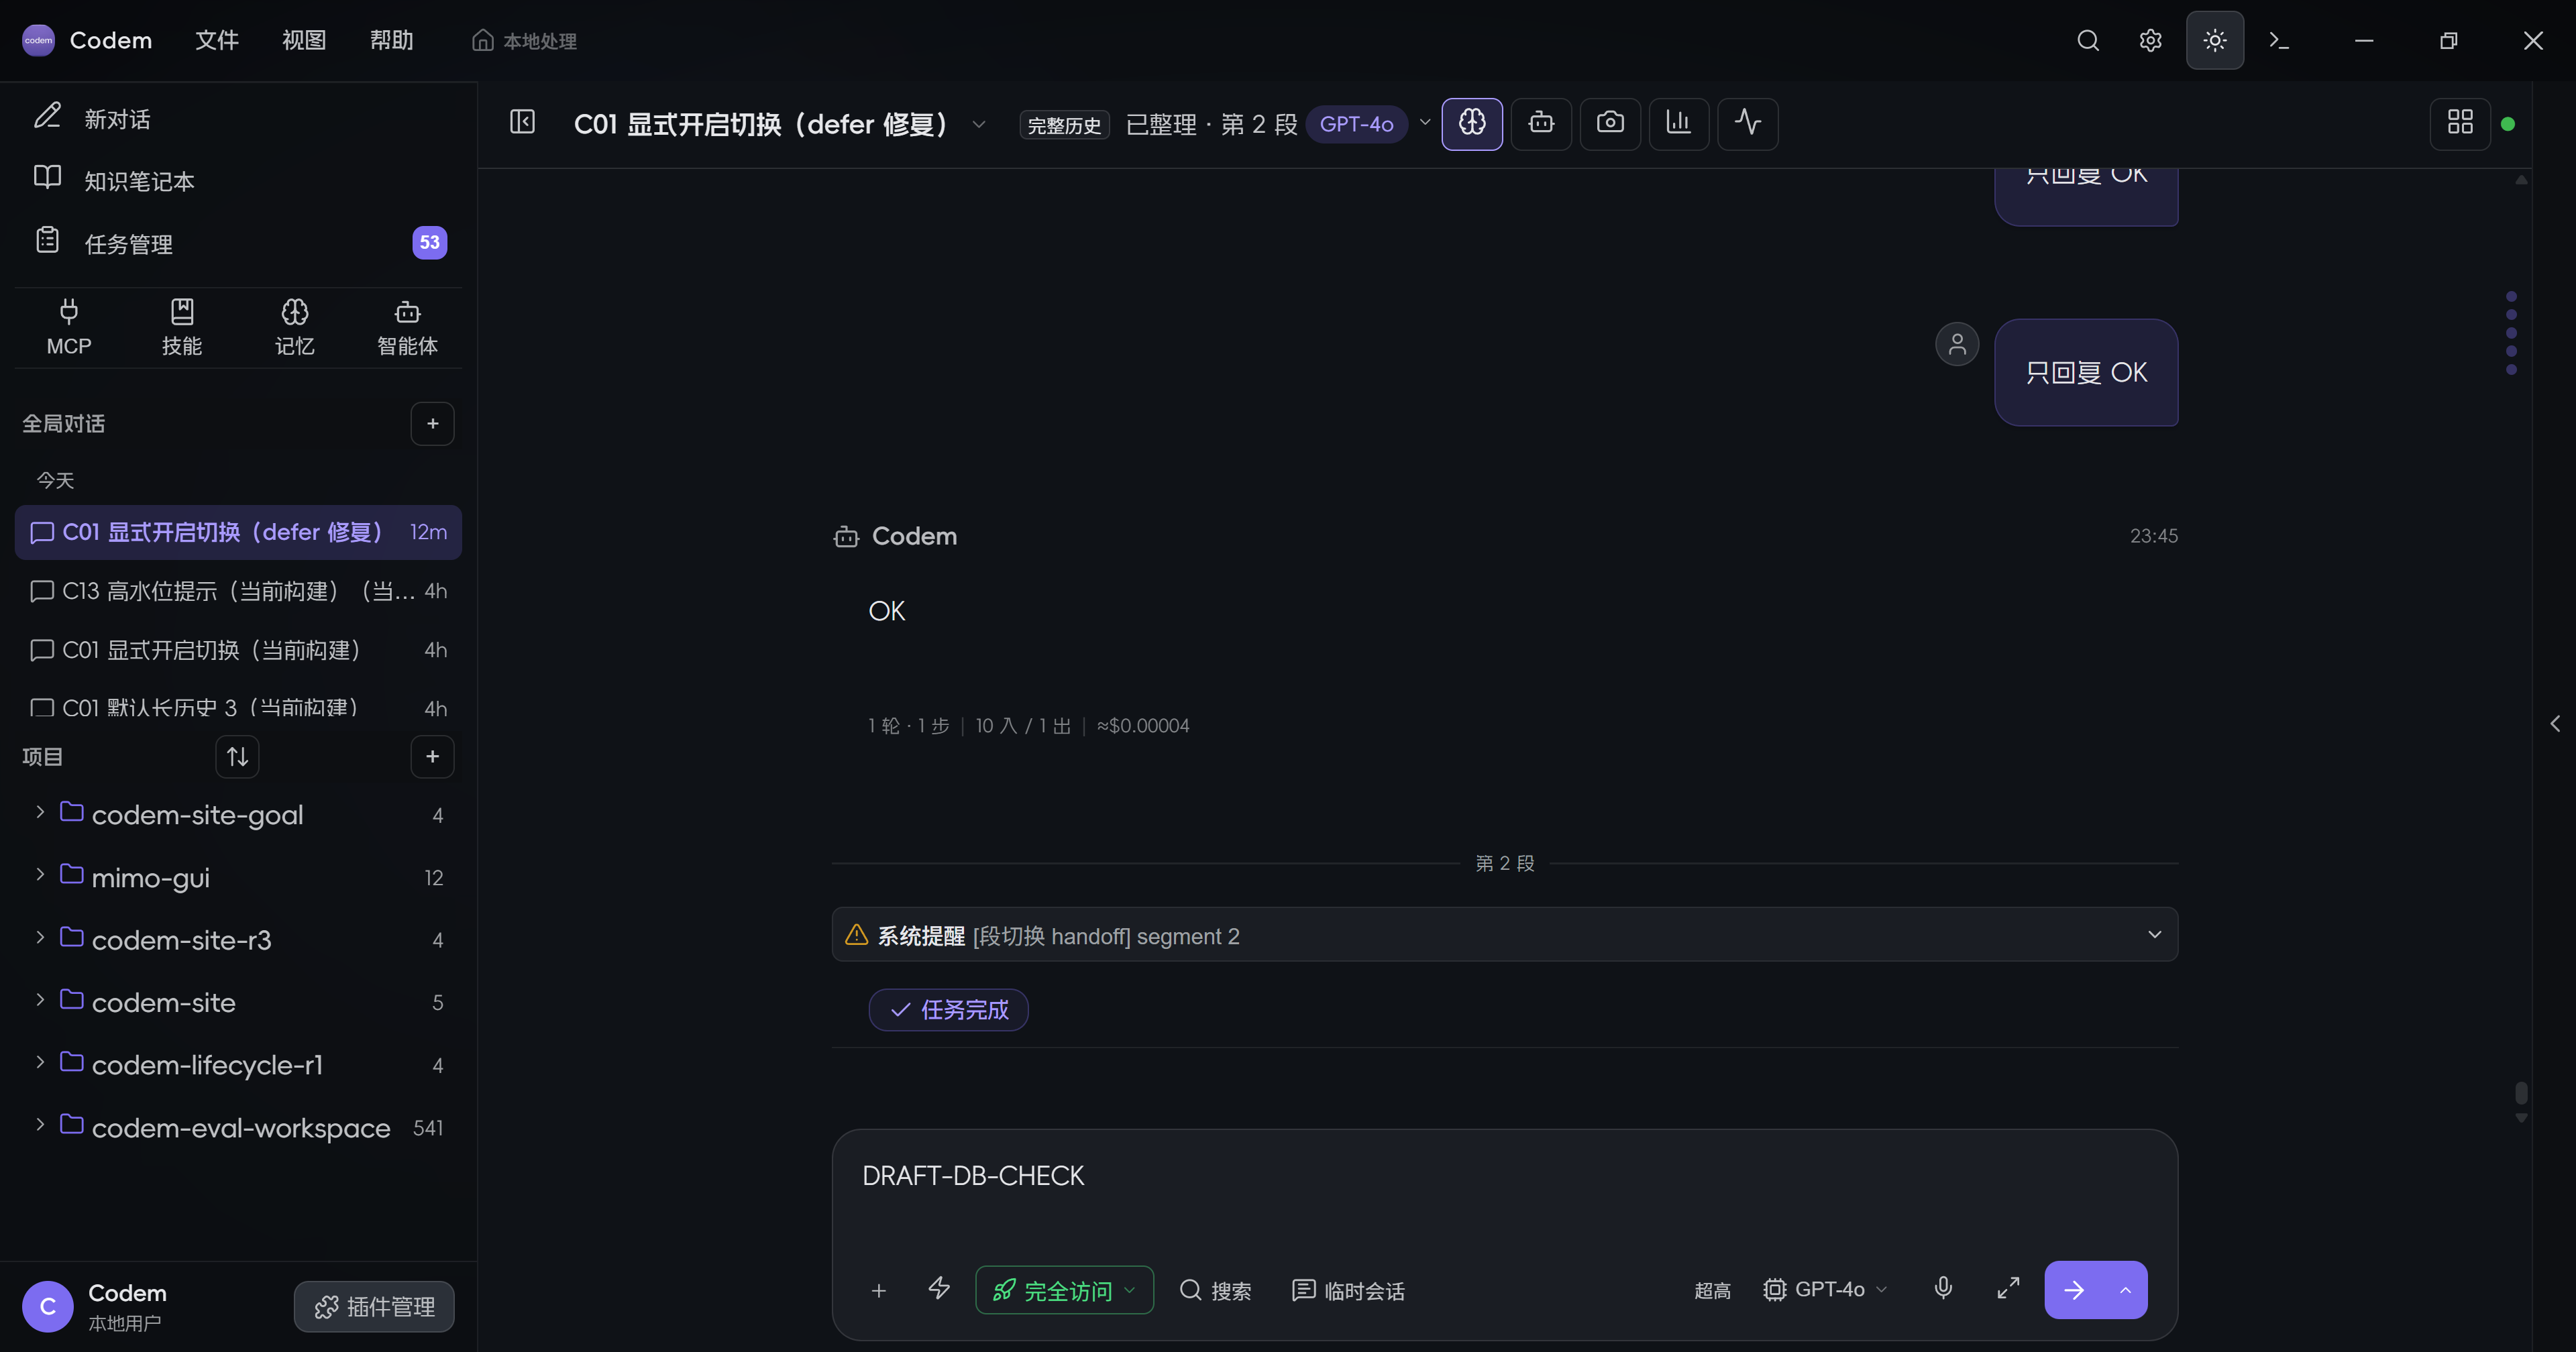 codem Codem 文件 视图 帮助 本地处理
新对话
知识笔记本
任务管理 53
MCP 技能 记忆 智能体
全局对话 +
今天
C01 显式开启切换（defer 修复） 12m
C13 高水位提示（当前构建）（当... 4h
C01 显式开启切换（当前构建） 4h
C01 默认长历史 3（当前构建） 4h
项目 +
codem-site-goal 4
mimo-gui 12
codem-site-r3 4
codem-site 5
codem-lifecycle-r1 4
codem-eval-workspace 541
C Codem
本地用户
插件管理
C01 显式开启切换（defer 修复） 完整历史 已整理 · 第 2 段 GPT-4o
只回复 OK
只回复 OK
Codem 23:45
OK
1 轮 · 1 步 | 10 入 / 1 出 | ≈$0.00004
第 2 段
系统提醒 [段切换 handoff] segment 2
任务完成
DRAFT-DB-CHECK
+ 完全访问 搜索 临时会话 超高 GPT-4o